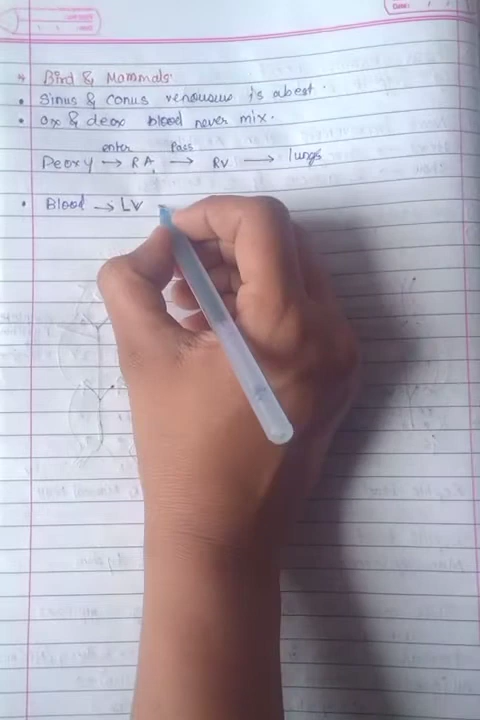 * Bird & Mammals.
• Sinus & Conus venousus is abest.
• Ox & deox blood never mix.
enter Pass
Deoxy → RA, → RV → lungs
• Blood → LV